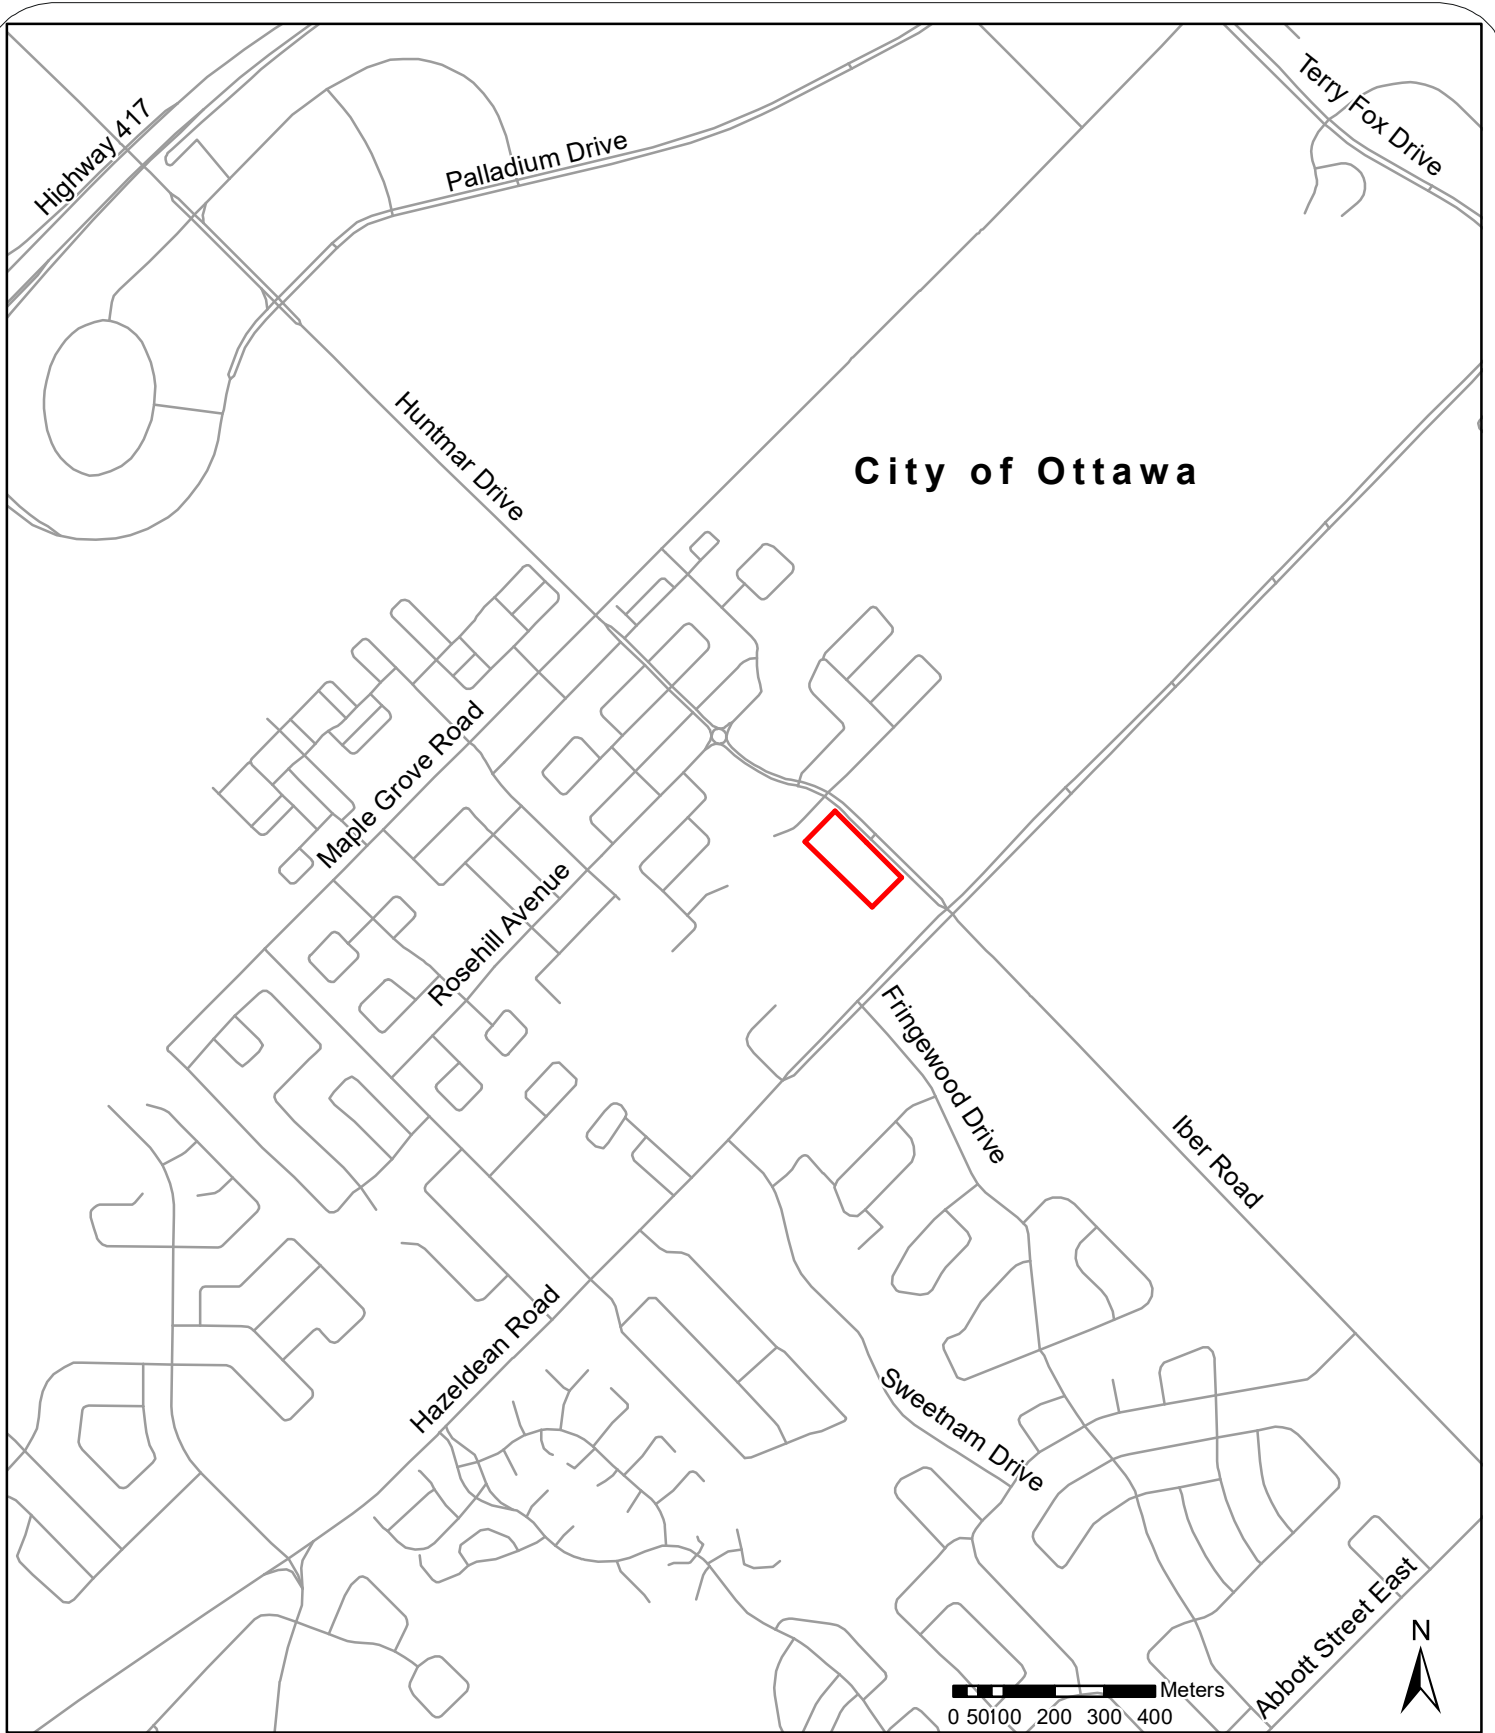 Highway 417
Palladium Drive
Terry Fox Drive
Huntmar Drive
City of Ottawa
Maple Grove Road
Rosehill Avenue
Fringewood Drive
Iber Road
Hazeldean Road
Sweetnam Drive
Abbott Street East
N
Meters
0 50100 200 300 400